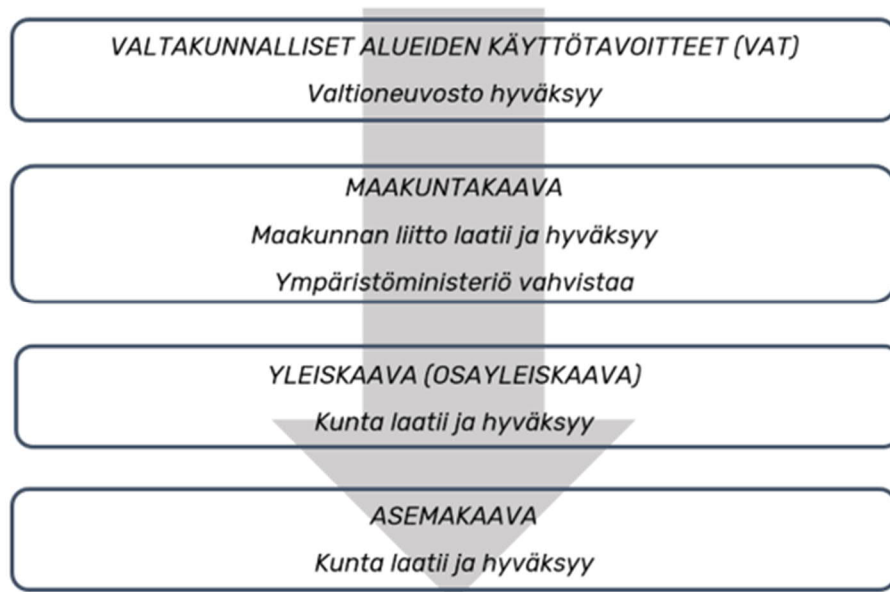 VALTAKUNNALLISET ALUEIDEN KÄYTTÖTAVOITTEET (VAT)
Valtioneuvosto hyväksyy
MAAKUNTAKAAVA
Maakunnan liitto laatii ja hyväksyy
Ympäristöministeriö vahvistaa
YLEISKAAVA (OSAYLEISKAAVA)
Kunta laatii ja hyväksyy
ASEMAKAAVA
Kunta laatii ja hyväksyy